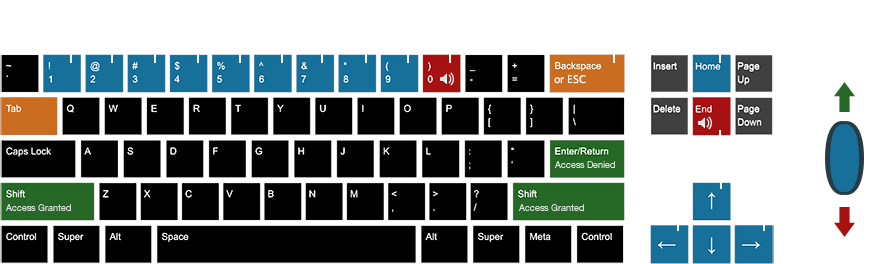 ~ ! @ # $ % ^ & * ( ) _ + Backspace Insert Home Page
` 1 2 3 4 5 6 7 8 9 0 - = or ESC Up
Tab Q W E R T Y U I O P { } | Delete End Page
[ ] \ Down
Caps Lock A S D F G H J K L : " Enter/Return
; ' Access Denied
Shift Z X C V B N M < > ? Shift
Access Granted , . / Access Granted
↑
Control Super Alt Space Alt Super Meta Control ← ↓ →